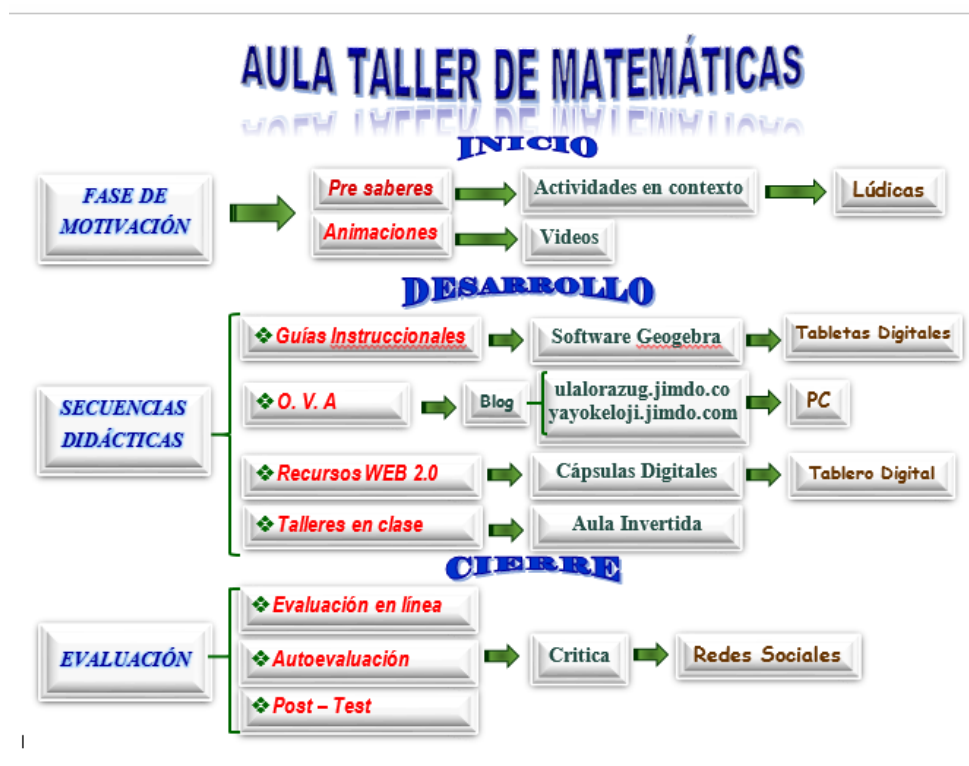 AULA TALLER DE MATEMÁTICAS
INICIO
FASE DE
MOTIVACIÓN
Pre saberes
Actividades en contexto
Lúdicas
Animaciones
Videos
DESARROLLO
SECUENCIAS
DIDÁCTICAS
❖ Guías Instruccionales
Software Geogebra
Tabletas Digitales
❖ O. V. A
Blog
ulalorazug.jimdo.co
yayokeloji.jimdo.com
PC
❖ Recursos WEB 2.0
Cápsulas Digitales
Tablero Digital
❖ Talleres en clase
Aula Invertida
CIERRE
EVALUACIÓN
❖ Evaluación en línea
❖ Autoevaluación
Critica
Redes Sociales
❖ Post – Test